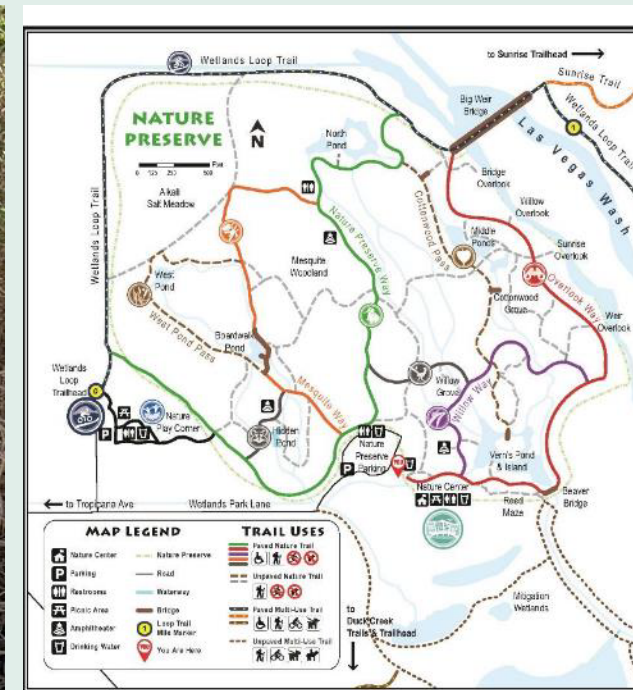 Wetlands Loop Trail
to Sunrise Trailhead
Sunrise Trail
Big Weir
Bridge
Wetlands Loop Trail
1
Las Vegas Wash
NATURE
PRESERVE
N
0 125 250 500
North
Pond
Alkali
Salt Meadow
Bridge
Overlook
Willow
Overlook
Cottonwood Pass
Nature Preserve Way
Middle
Ponds
Sunrise
Overlook
Wetlands Loop Trail
Mesquite
Woodland
West
Pond
Overlook Way
Cottonwood
Grove
Weir
Overlook
West Pond Pass
Boardwalk
Pond
Wetlands
Loop
Trailhead
0
Willow
Grove
Willow Way
Mesquite Way
Nature
Play Corner
Hidden
Pond
P
Nature
Preserve
Parking
P
YOU
Vern's Pond
& Island
Nature Center
Reed
Maze
Beaver
Bridge
to Tropicana Ave
Wetlands Park Lane
MAP LEGEND
Nature Center
Nature Preserve
P Parking
Road
Restrooms
Waterway
Picnic Area
Bridge
Amphitheater
1 Loop Trail
Mile Marker
Drinking Water
YOU You Are Here
TRAIL USES
Paved Nature Trail
Unpaved Nature Trail
Paved Multi-Use Trail
Unpaved Multi-Use Trail
Mitigation
Wetlands
to
Duck Creek
Trails & Trailhead